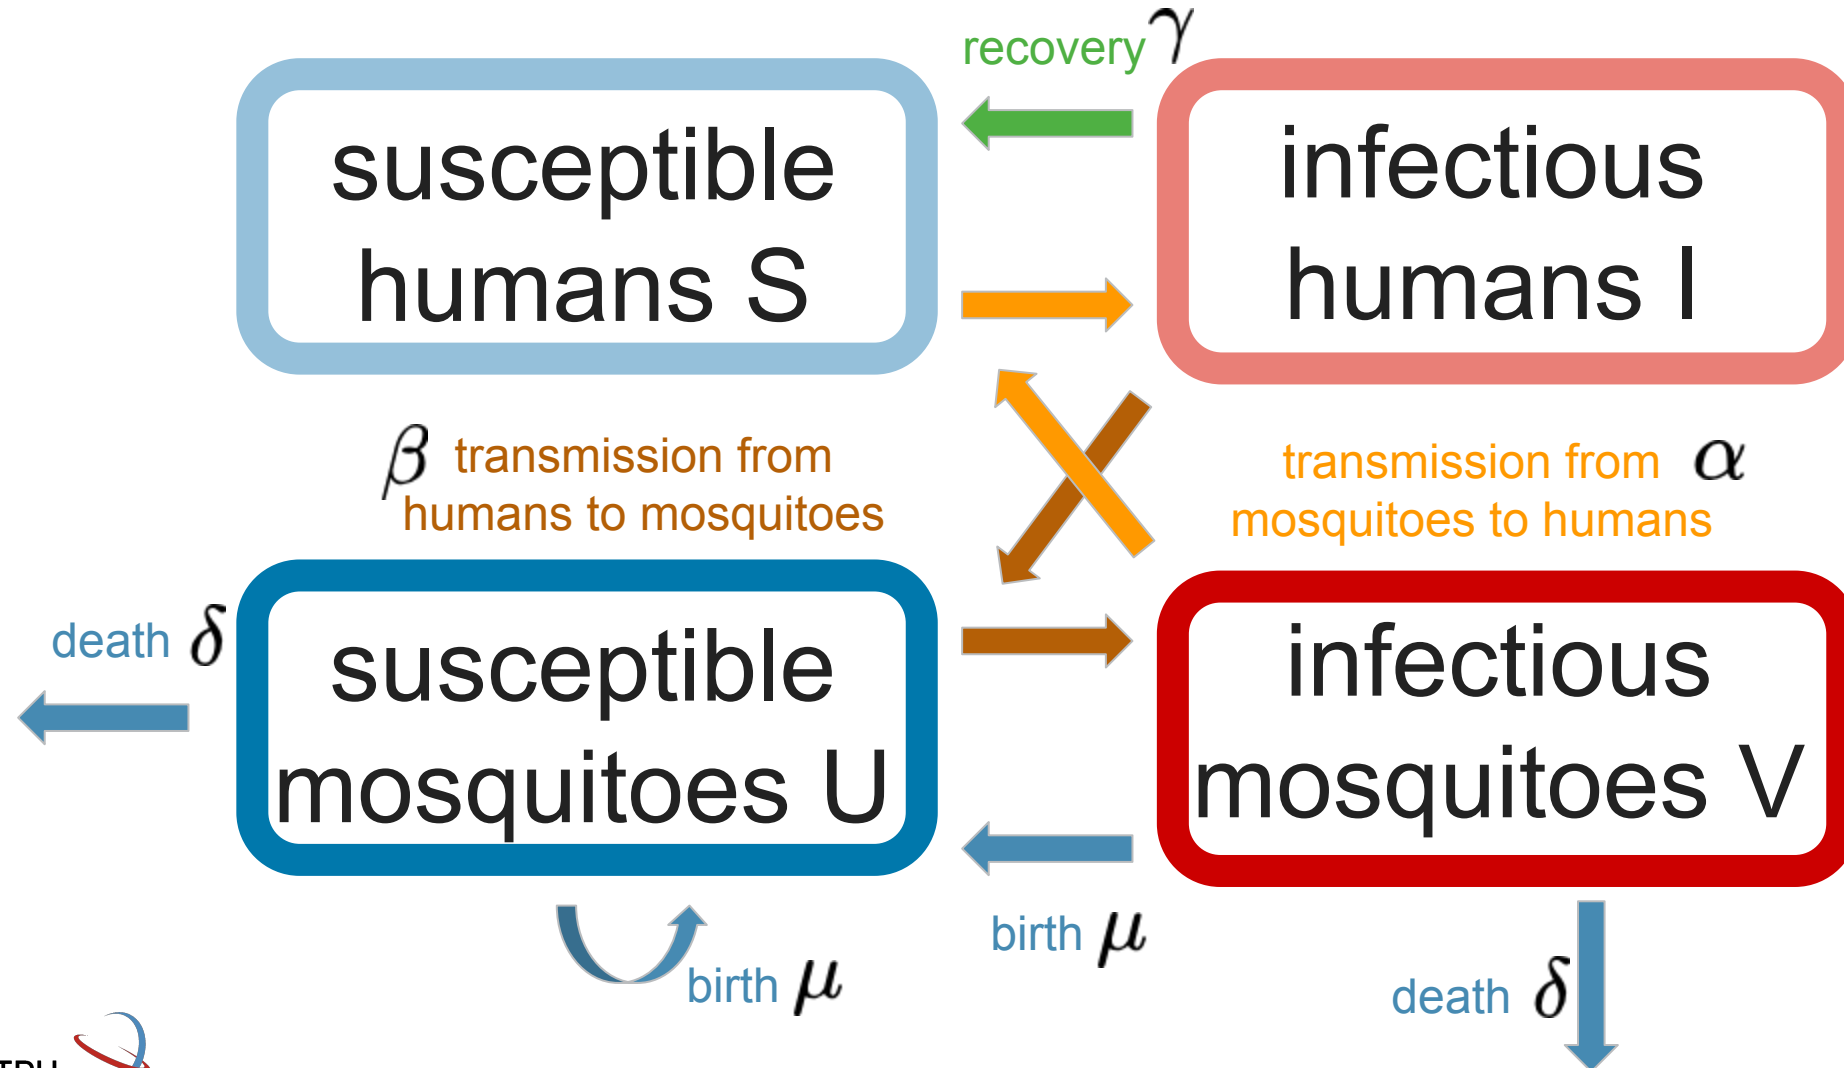 recovery γ
susceptible
humans S
infectious
humans I
β transmission from
humans to mosquitoes
transmission from α
mosquitoes to humans
death δ
susceptible
mosquitoes U
infectious
mosquitoes V
birth μ
birth μ
death δ